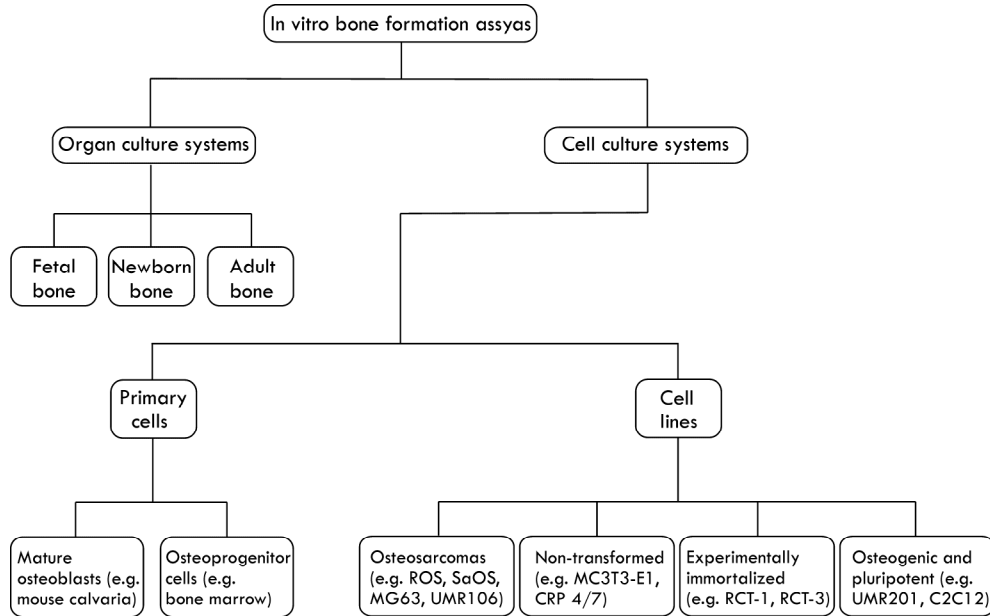 In vitro bone formation assyas
Organ culture systems
Cell culture systems
Fetal
bone
Newborn
bone
Adult
bone
Primary
cells
Cell
lines
Mature
osteoblasts (e.g.
mouse calvaria)
Osteoprogenitor
cells (e.g.
bone marrow)
Osteosarcomas
(e.g. ROS, SaOS,
MG63, UMR106)
Non-transformed
(e.g. MC3T3-E1,
CRP 4/7)
Experimentally
immortalized
(e.g. RCT-1, RCT-3)
Osteogenic and
pluripotent (e.g.
UMR201, C2C12)